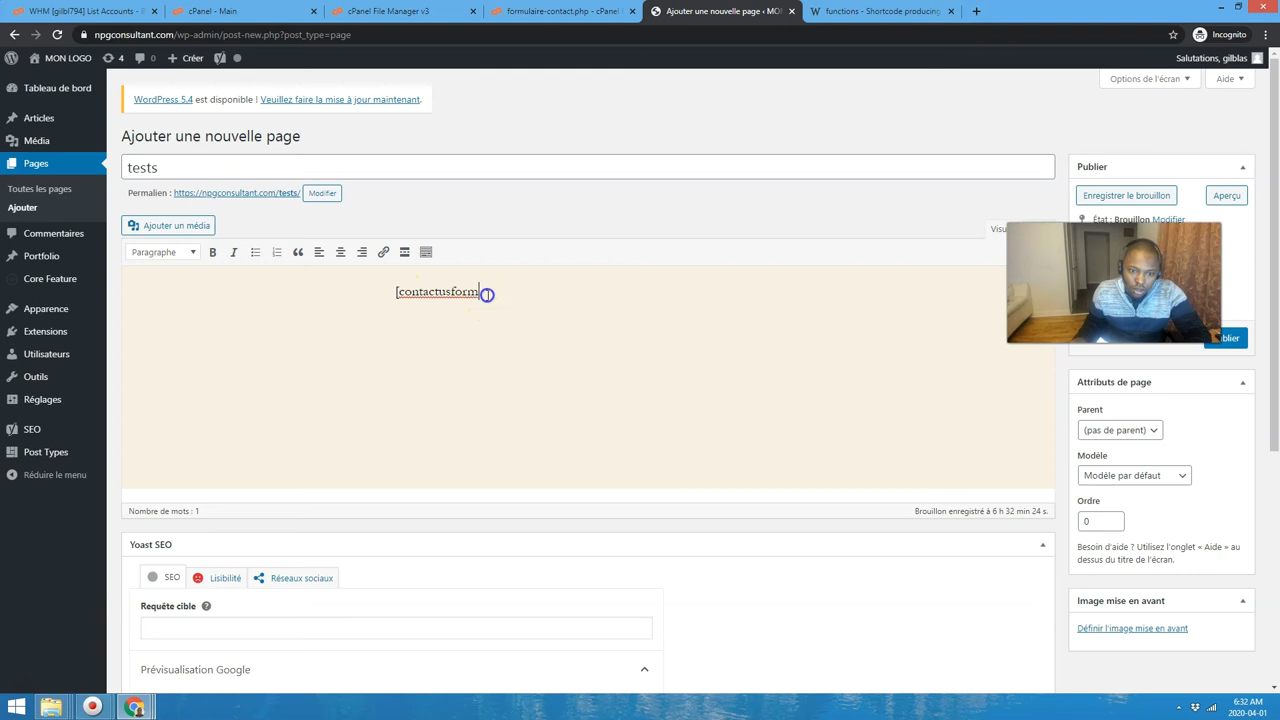 WHM [gilbl794] List Accounts - B
cPanel - Main
cPanel File Manager v3
formulaire-contact.php - cPanel
Ajouter une nouvelle page ‹ MO
functions - Shortcode producing
npgconsultant.com/wp-admin/post-new.php?post_type=page
Incognito
MON LOGO
4
0
Créer
Salutations, gilblas
Tableau de bord
Articles
Média
Pages
Toutes les pages
Ajouter
Commentaires
Portfolio
Core Feature
Apparence
Extensions
Utilisateurs
Outils
Réglages
SEO
Post Types
Réduire le menu
Options de l'écran
Aide
WordPress 5.4 est disponible ! Veuillez faire la mise à jour maintenant.
Ajouter une nouvelle page
tests
Permalien : https://npgconsultant.com/tests/ Modifier
Ajouter un média
Visu
Paragraphe
B
I
[contactusform
Nombre de mots : 1
Brouillon enregistré à 6 h 32 min 24 s.
Yoast SEO
SEO
Lisibilité
Réseaux sociaux
Requête cible
Prévisualisation Google
Publier
Enregistrer le brouillon
Aperçu
État : Brouillon Modifier
blier
Attributs de page
Parent
(pas de parent)
Modèle
Modèle par défaut
Ordre
0
Besoin d'aide ? Utilisez l'onglet « Aide » au
dessus du titre de l'écran.
Image mise en avant
Définir l'image mise en avant
6:32 AM
2020-04-01